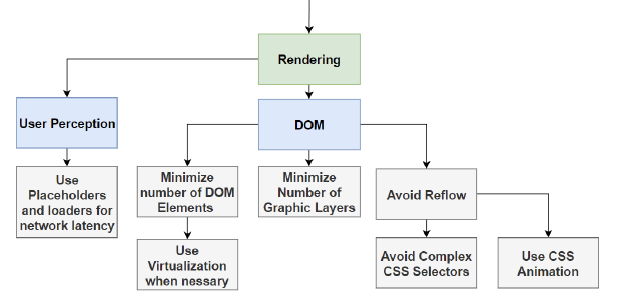 Rendering
User Perception
DOM
Use
Placeholders
and loaders for
network latency
Minimize
number of DOM
Elements
Minimize
Number of
Graphic Layers
Avoid Reflow
Use
Virtualization
when nessary
Avoid Complex
CSS Selectors
Use CSS
Animation